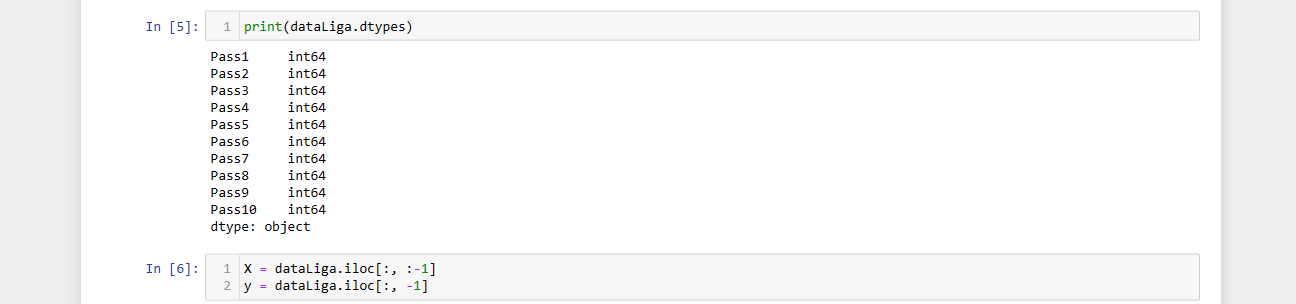 In [5]: 1 print(dataLiga.dtypes)
Pass1 int64
Pass2 int64
Pass3 int64
Pass4 int64
Pass5 int64
Pass6 int64
Pass7 int64
Pass8 int64
Pass9 int64
Pass10 int64
dtype: object
In [6]: 1 X = dataLiga.iloc[:, :-1]
2 y = dataLiga.iloc[:, -1]